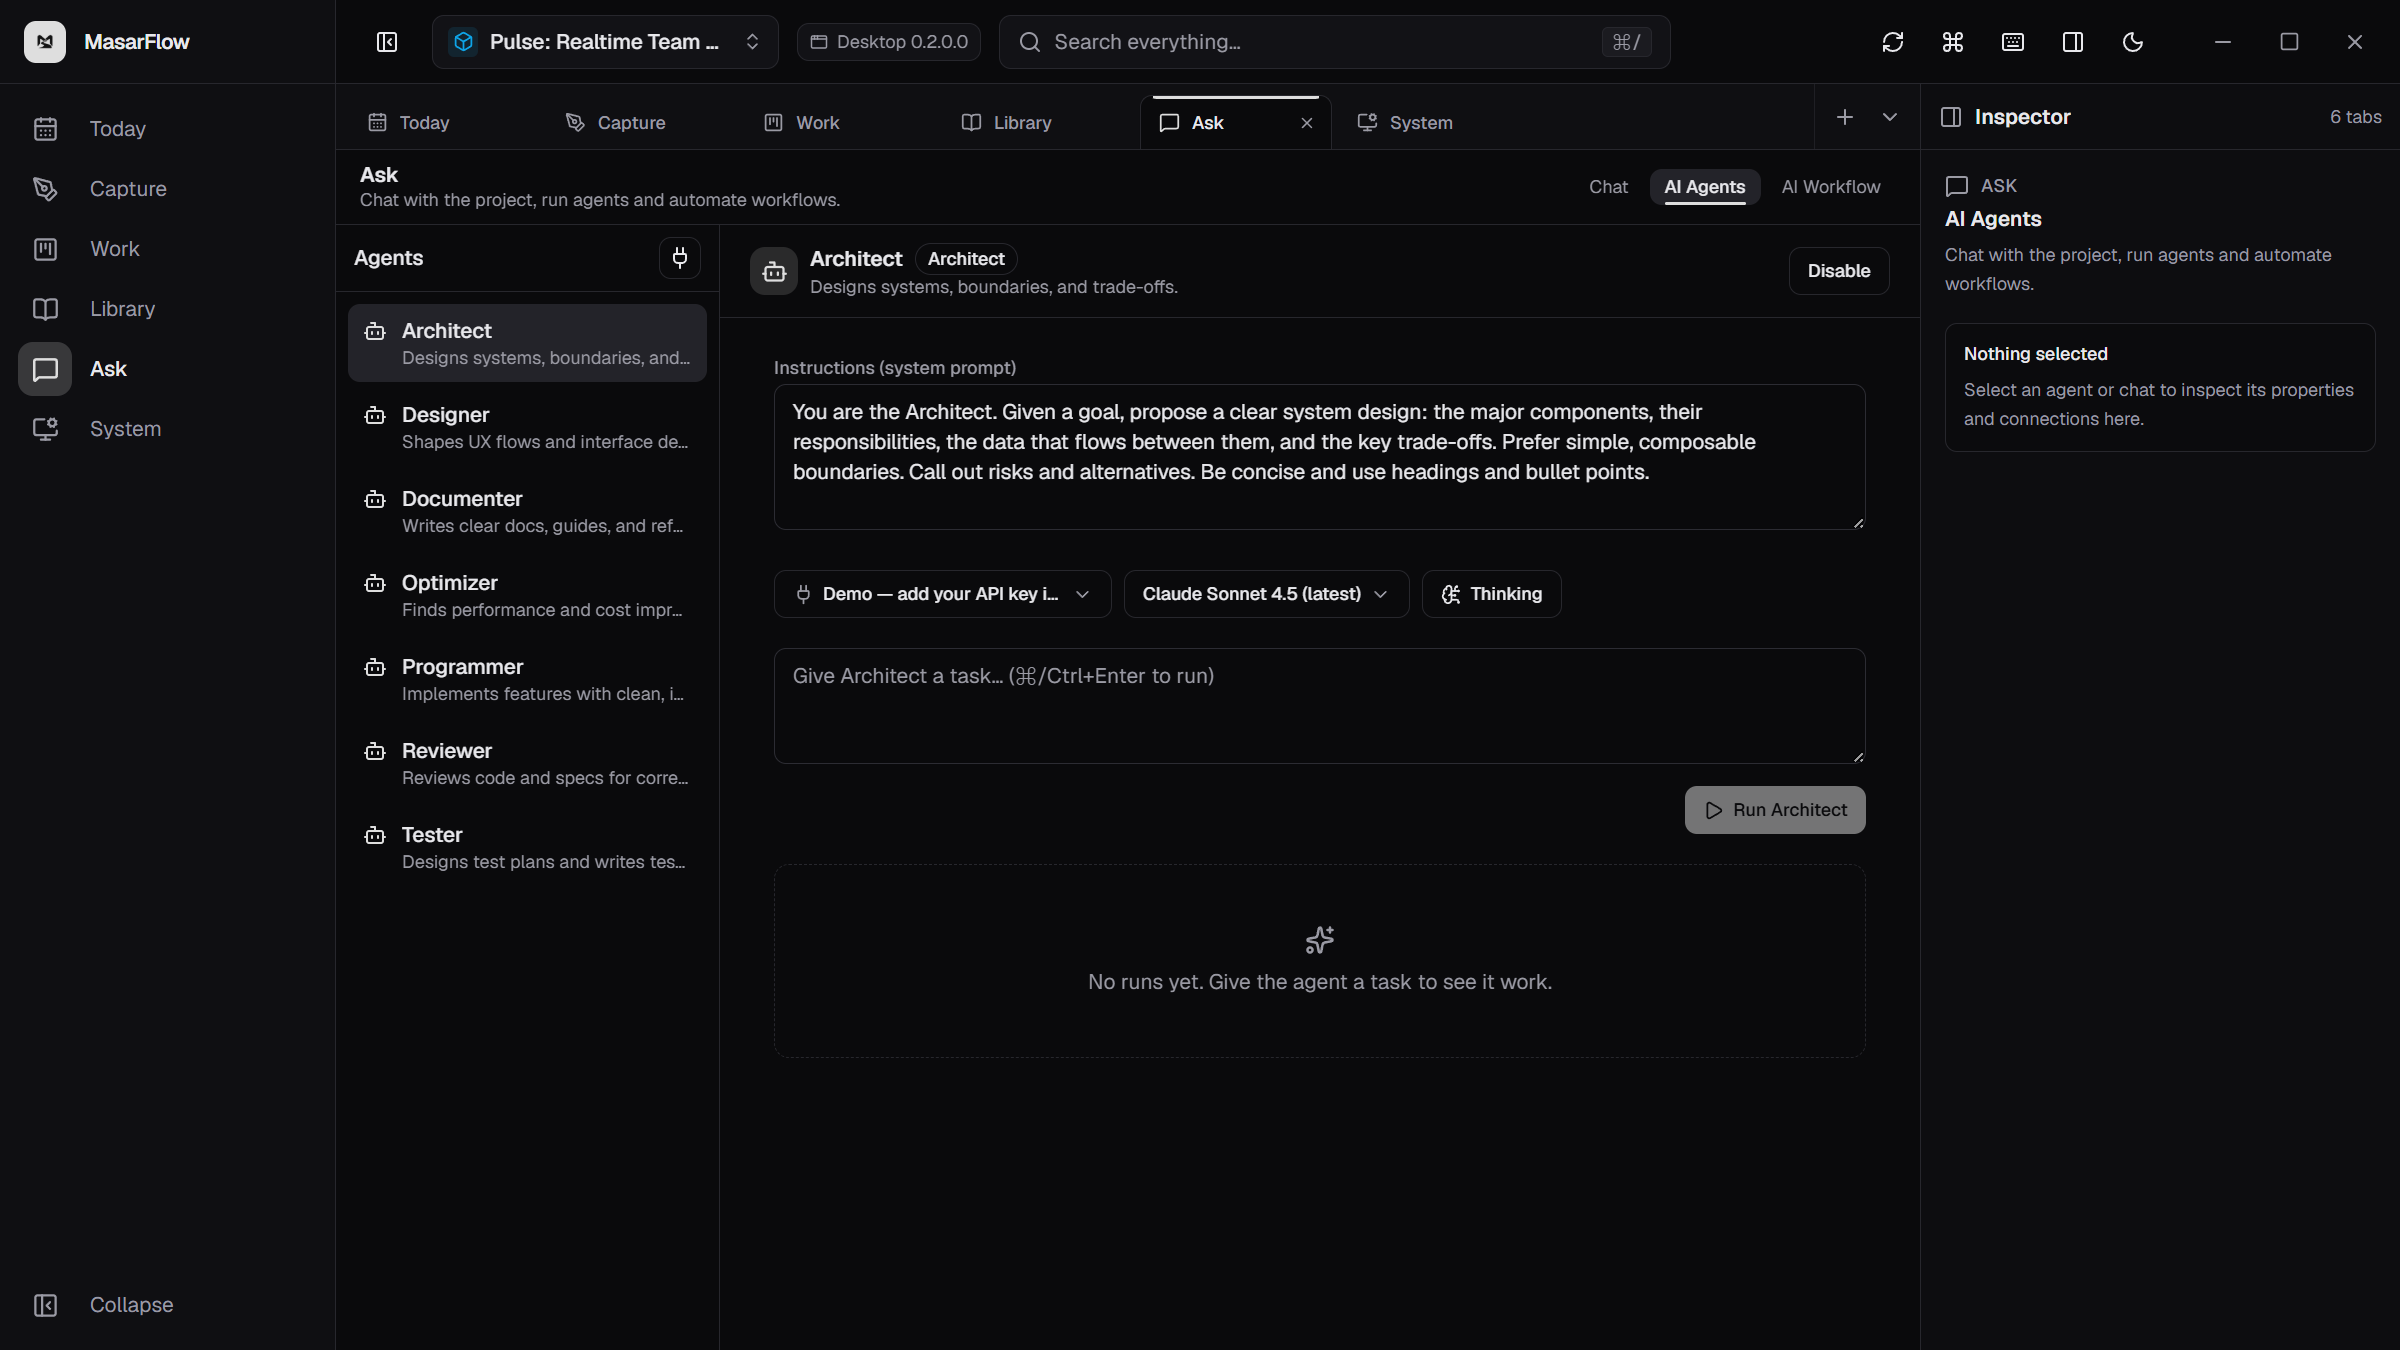 MasarFlow
Pulse: Realtime Team ...
Desktop 0.2.0.0
Search everything...
⌘/
Today
Capture
Work
Library
Ask
System
Collapse
Today
Capture
Work
Library
Ask
System
Ask
Chat with the project, run agents and automate workflows.
Chat
AI Agents
AI Workflow
Agents
Architect
Designs systems, boundaries, and...
Designer
Shapes UX flows and interface de...
Documenter
Writes clear docs, guides, and ref...
Optimizer
Finds performance and cost impr...
Programmer
Implements features with clean, i...
Reviewer
Reviews code and specs for corre...
Tester
Designs test plans and writes tes...
Architect
Architect
Designs systems, boundaries, and trade-offs.
Disable
Instructions (system prompt)
You are the Architect. Given a goal, propose a clear system design: the major components, their
responsibilities, the data that flows between them, and the key trade-offs. Prefer simple, composable
boundaries. Call out risks and alternatives. Be concise and use headings and bullet points.
Demo — add your API key i...
Claude Sonnet 4.5 (latest)
Thinking
Give Architect a task... (⌘/Ctrl+Enter to run)
Run Architect
No runs yet. Give the agent a task to see it work.
Inspector
6 tabs
ASK
AI Agents
Chat with the project, run agents and automate
workflows.
Nothing selected
Select an agent or chat to inspect its properties
and connections here.